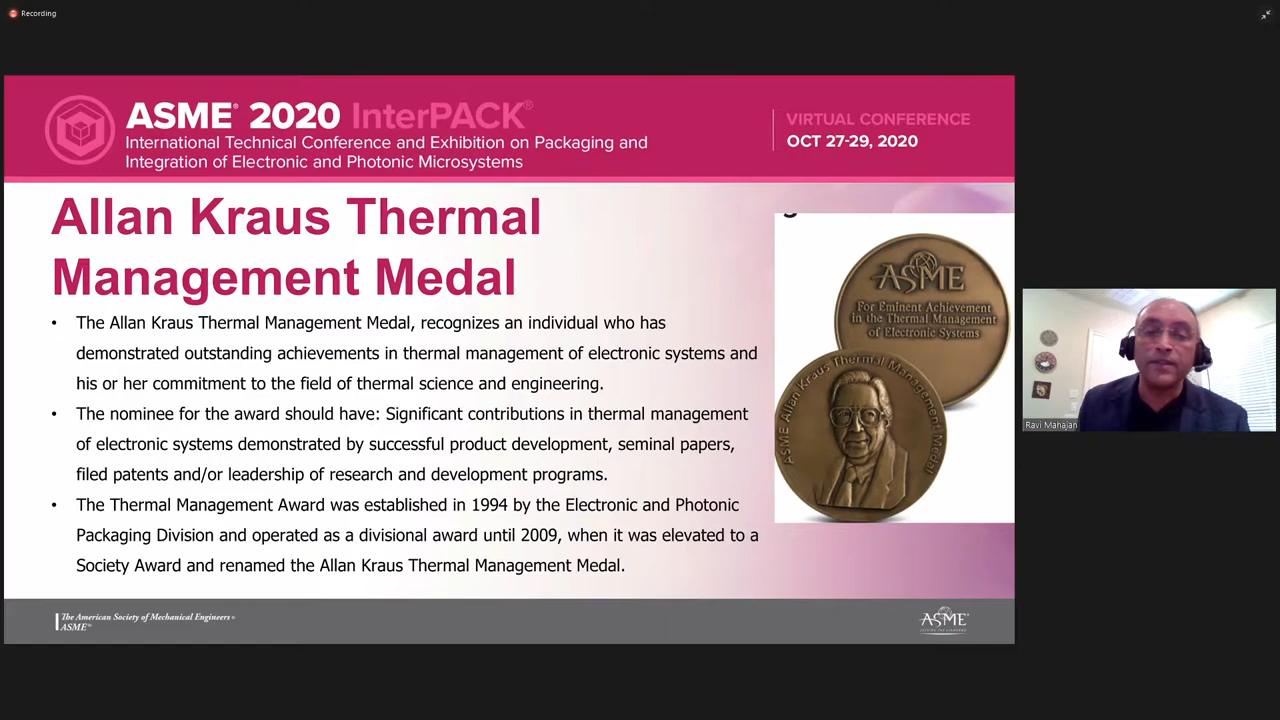 Recording
ASME® 2020 InterPACK®
International Technical Conference and Exhibition on Packaging and
Integration of Electronic and Photonic Microsystems
VIRTUAL CONFERENCE
OCT 27-29, 2020
Allan Kraus Thermal
Management Medal
• The Allan Kraus Thermal Management Medal, recognizes an individual who has
demonstrated outstanding achievements in thermal management of electronic systems and
his or her commitment to the field of thermal science and engineering.
• The nominee for the award should have: Significant contributions in thermal management
of electronic systems demonstrated by successful product development, seminal papers,
filed patents and/or leadership of research and development programs.
• The Thermal Management Award was established in 1994 by the Electronic and Photonic
Packaging Division and operated as a divisional award until 2009, when it was elevated to a
Society Award and renamed the Allan Kraus Thermal Management Medal.
ASME
For Eminent Achievement
in the Thermal Management
of Electronic Systems
ASME Allan Kraus Thermal Management Medal
Ravi Mahajan
The American Society of Mechanical Engineers®
ASME®
ASME